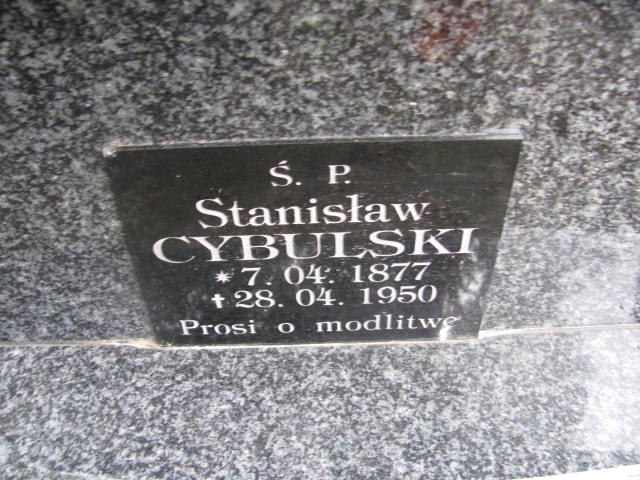 Ś. P.
Stanisław
CYBULSKI
* 7. 04. 1877
† 28. 04. 1950
Prosi o modlitwę